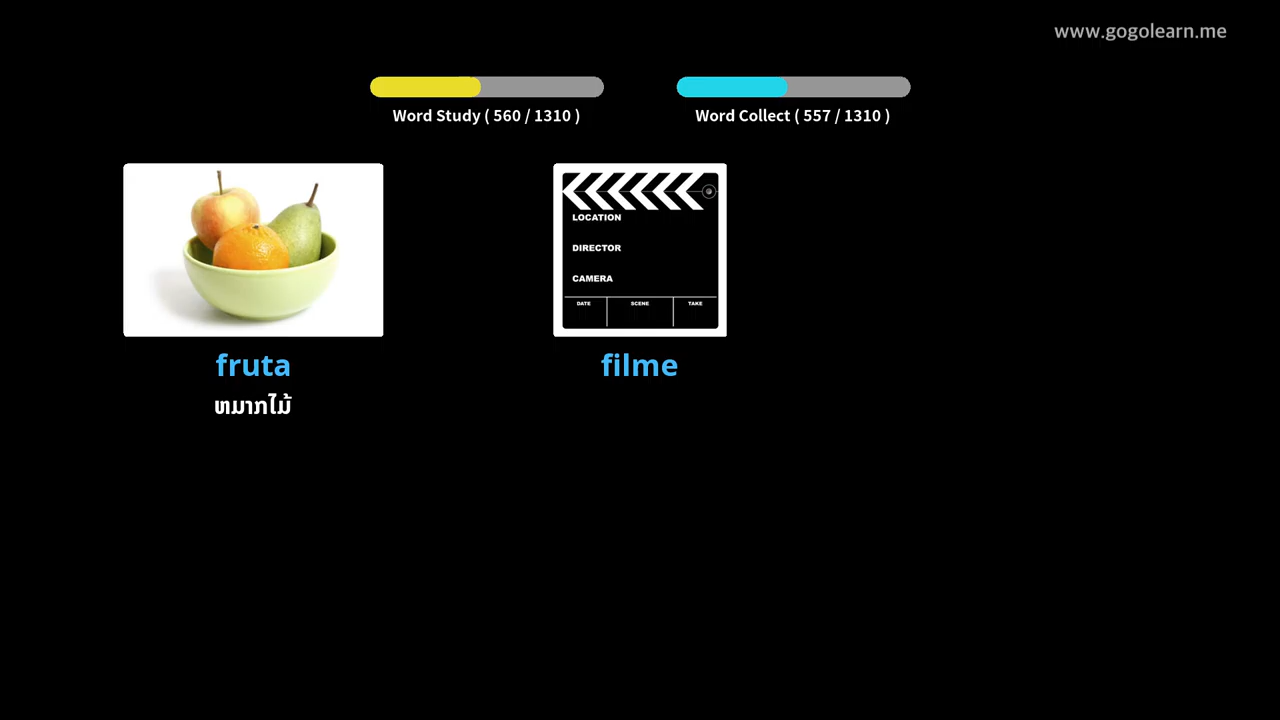 www.gogolearn.me
Word Study ( 560 / 1310 )
Word Collect ( 557 / 1310 )
LOCATION
DIRECTOR
CAMERA
DATE SCENE TAKE
fruta
filme
ຫມາກໄມ້